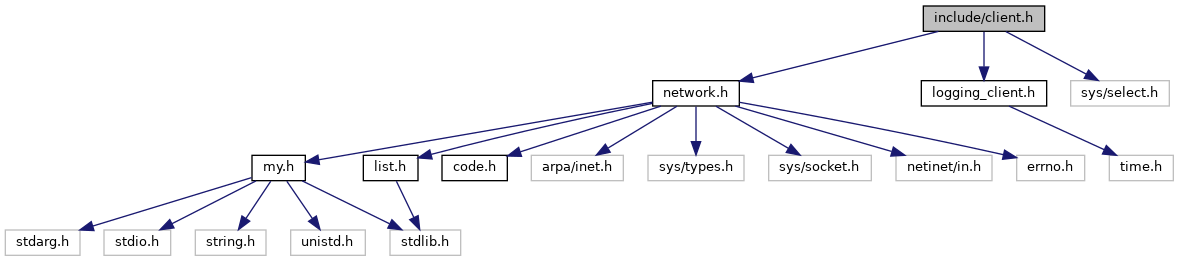 include/client.h
network.h
logging_client.h
sys/select.h
my.h
list.h
code.h
arpa/inet.h
sys/types.h
sys/socket.h
netinet/in.h
errno.h
time.h
stdarg.h
stdio.h
string.h
unistd.h
stdlib.h